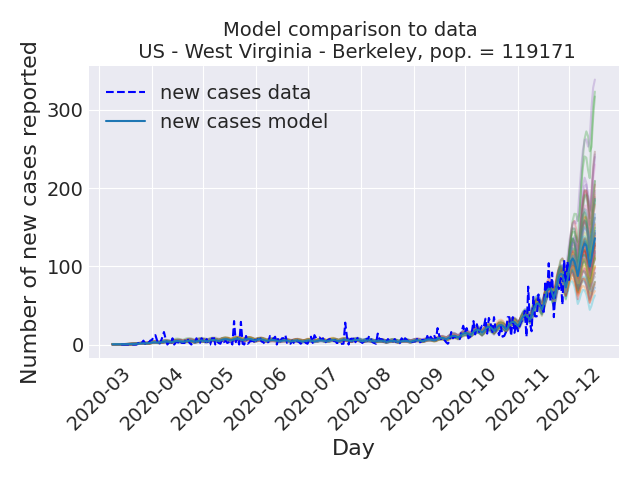 Model comparison to data
US - West Virginia - Berkeley, pop. = 119171
Number of new cases reported
300
200
100
0
new cases data
new cases model
2020-03
2020-04
2020-05
2020-06
2020-07
2020-08
2020-09
2020-10
2020-11
2020-12
Day